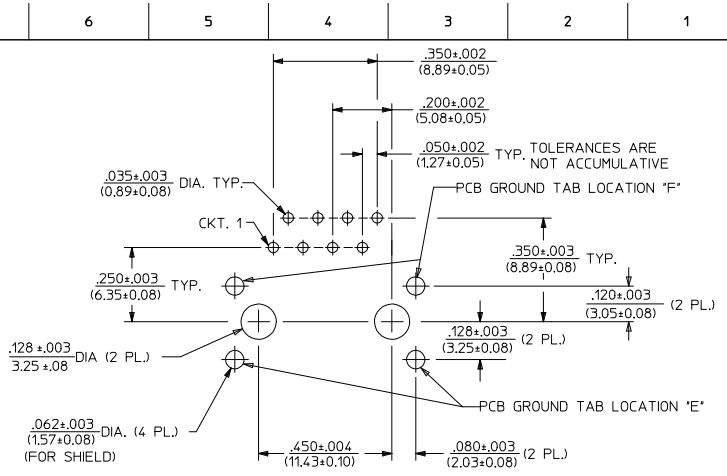 6 5 4 3 2 1
.350±.002
(8.89±0.05)
.200±.002
(5.08±0.05)
.050±.002
(1.27±0.05)
TYP. TOLERANCES ARE
NOT ACCUMULATIVE
.035±.003
(0.89±0.08)
DIA. TYP.
PCB GROUND TAB LOCATION "F"
CKT. 1
.250±.003
(6.35±0.08)
TYP.
.350±.003
(8.89±0.08)
TYP.
.120±.003
(3.05±0.08)
(2 PL.)
.128±.003
(3.25±0.08)
(2 PL.)
.128 ±.003
3.25 ±.08
DIA (2 PL.)
PCB GROUND TAB LOCATION "E"
.062±.003
(1.57±0.08)
DIA. (4 PL.)
(FOR SHIELD)
.450±.004
(11.43±0.10)
.080±.003
(2.03±0.08)
(2 PL.)